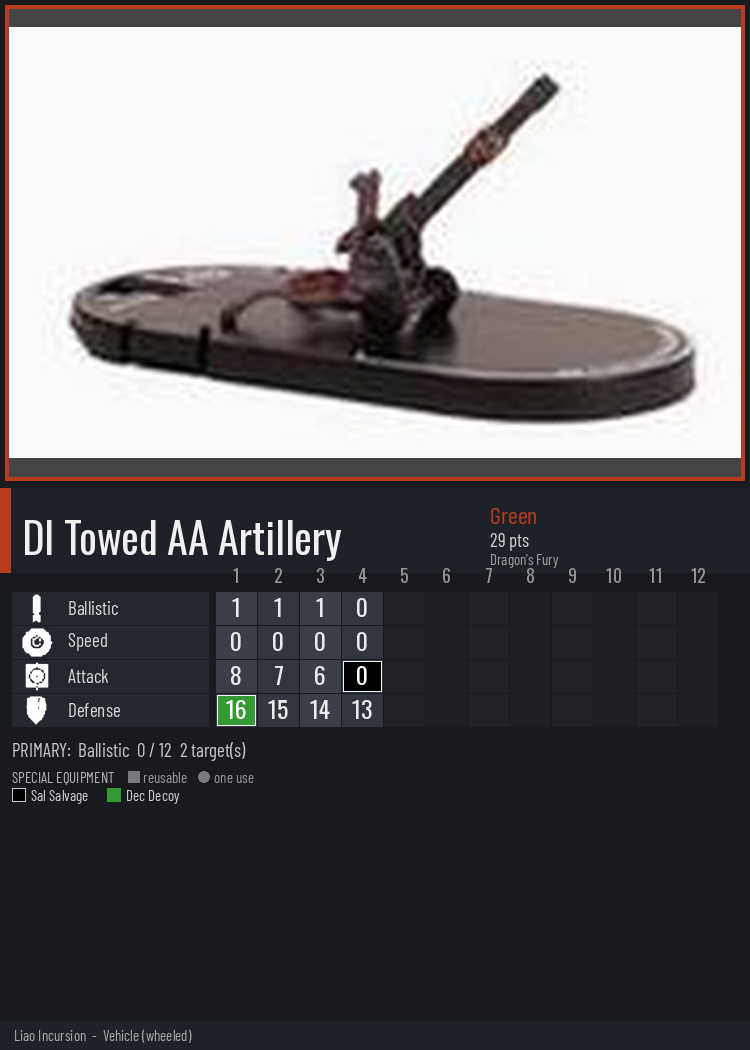 DI Towed AA Artillery
Green
29 pts
Dragon's Fury
1 2 3 4 5 6 7 8 9 10 11 12
Ballistic 1 1 1 0
Speed 0 0 0 0
Attack 8 7 6 0
Defense 16 15 14 13
PRIMARY: Ballistic 0 / 12 2 target(s)
SPECIAL EQUIPMENT reusable one use
Sal Salvage Dec Decoy
Liao Incursion - Vehicle (wheeled)